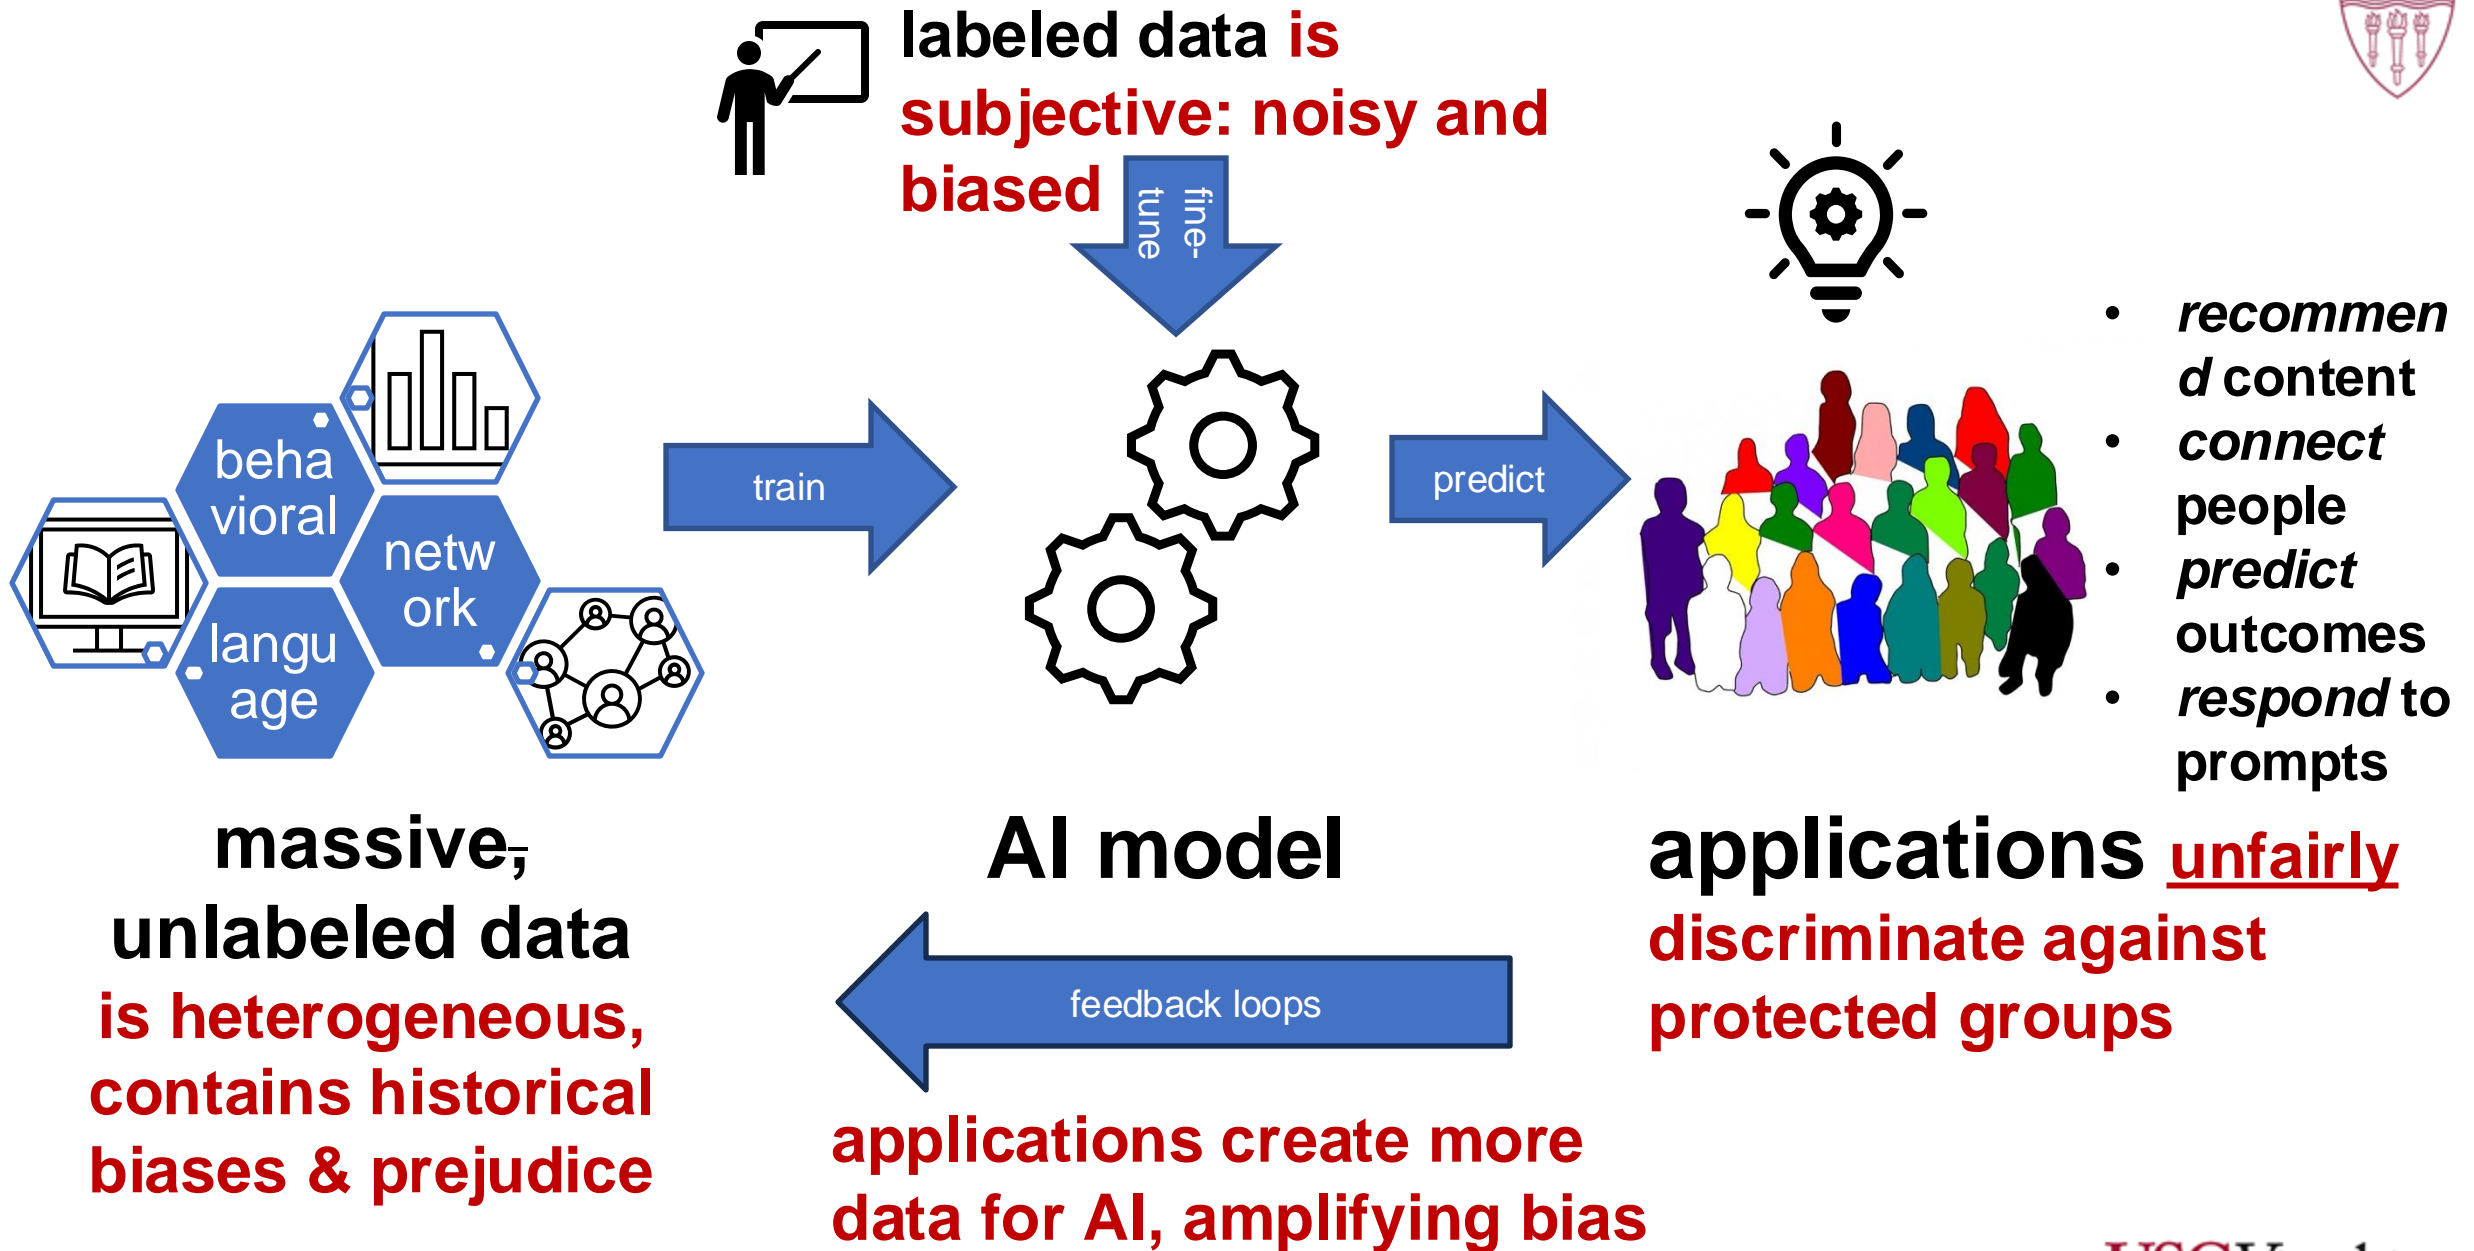 labeled data is
subjective: noisy and
biased
fine-
tune
beha
vioral
netw
ork
langu
age
train
predict
• recommen
d content
• connect
people
• predict
outcomes
• respond to
prompts
massive,
unlabeled data
is heterogeneous,
contains historical
biases & prejudice
AI model
feedback loops
applications create more
data for AI, amplifying bias
applications unfairly
discriminate against
protected groups